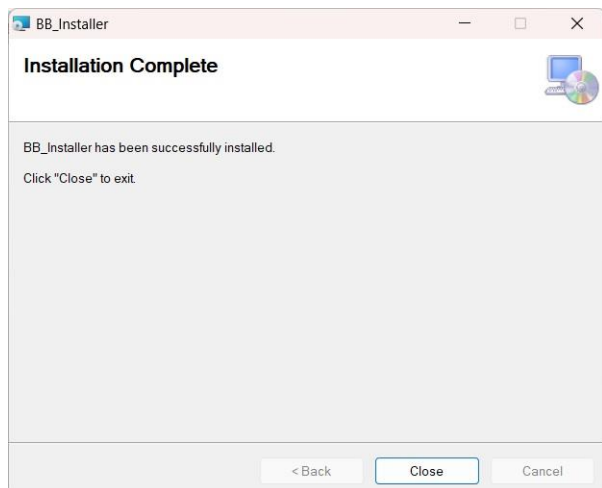 BB_Installer
Installation Complete
BB_Installer has been successfully installed.
Click "Close" to exit.
< Back
Close
Cancel